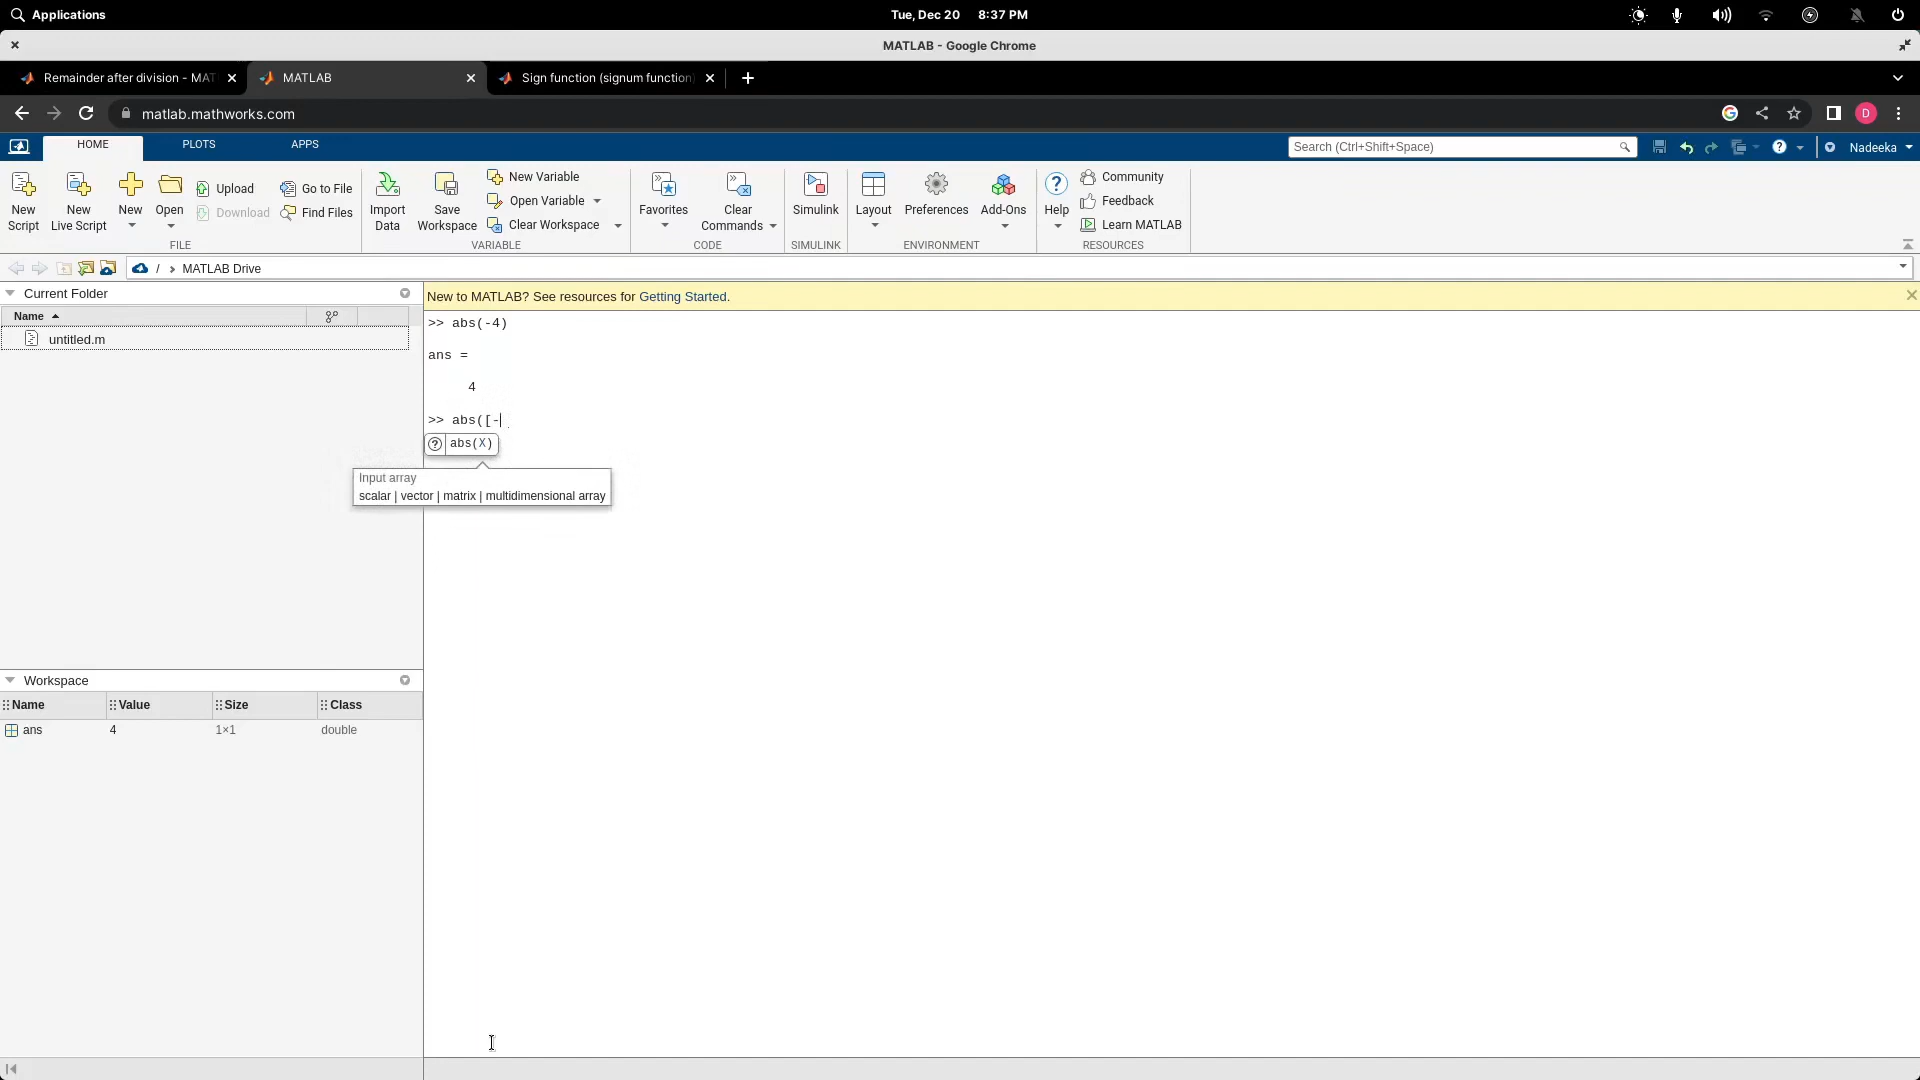 Applications
Tue, Dec 20 8:37 PM
MATLAB - Google Chrome
Remainder after division - MAT
MATLAB
Sign function (signum function)
matlab.mathworks.com
HOME
PLOTS
APPS
Search (Ctrl+Shift+Space)
Nadeeka
New Script
New Live Script
New
Open
Upload
Download
Go to File
Find Files
FILE
Import Data
Save Workspace
New Variable
Open Variable
Clear Workspace
VARIABLE
Favorites
Clear Commands
CODE
Simulink
SIMULINK
Layout
Preferences
Add-Ons
ENVIRONMENT
Help
Community
Feedback
Learn MATLAB
RESOURCES
/ > MATLAB Drive
Current Folder
Name
untitled.m
New to MATLAB? See resources for Getting Started.
>> abs(-4)
ans =
4
>> abs([-
abs(X)
Input array
scalar | vector | matrix | multidimensional array
Workspace
Name Value Size Class
ans 4 1×1 double